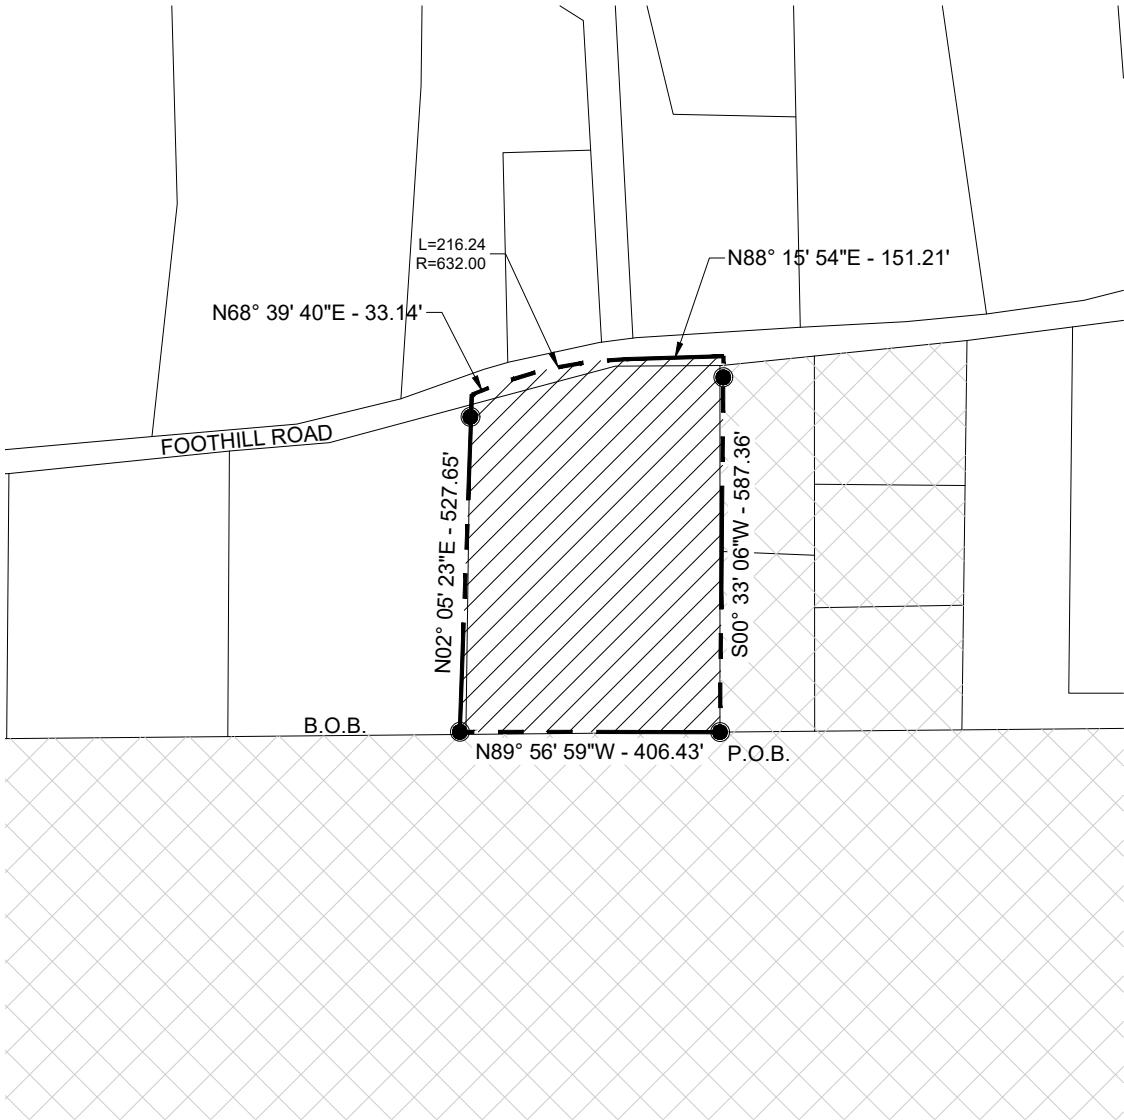 L=216.24
R=632.00
N88° 15' 54"E - 151.21'
N68° 39' 40"E - 33.14'
FOOTHILL ROAD
N02° 05' 23"E - 527.65'
S00° 33' 06"W - 587.36'
B.O.B.
N89° 56' 59"W - 406.43'
P.O.B.